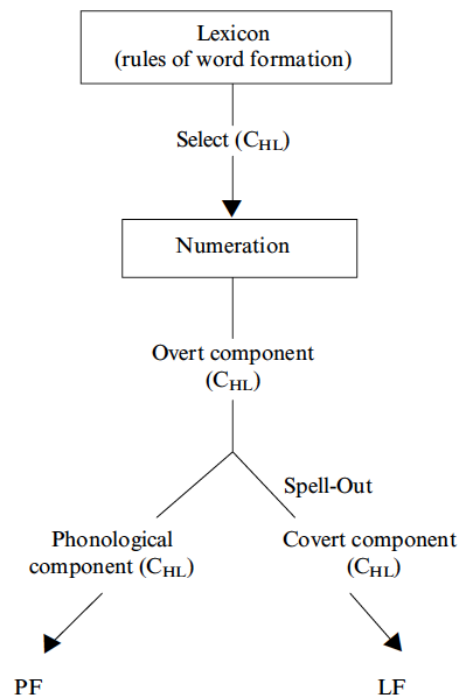 Lexicon
(rules of word formation)
Select (CHL)
Numeration
Overt component
(CHL)
Spell-Out
Phonological
component (CHL)
Covert component
(CHL)
PF
LF